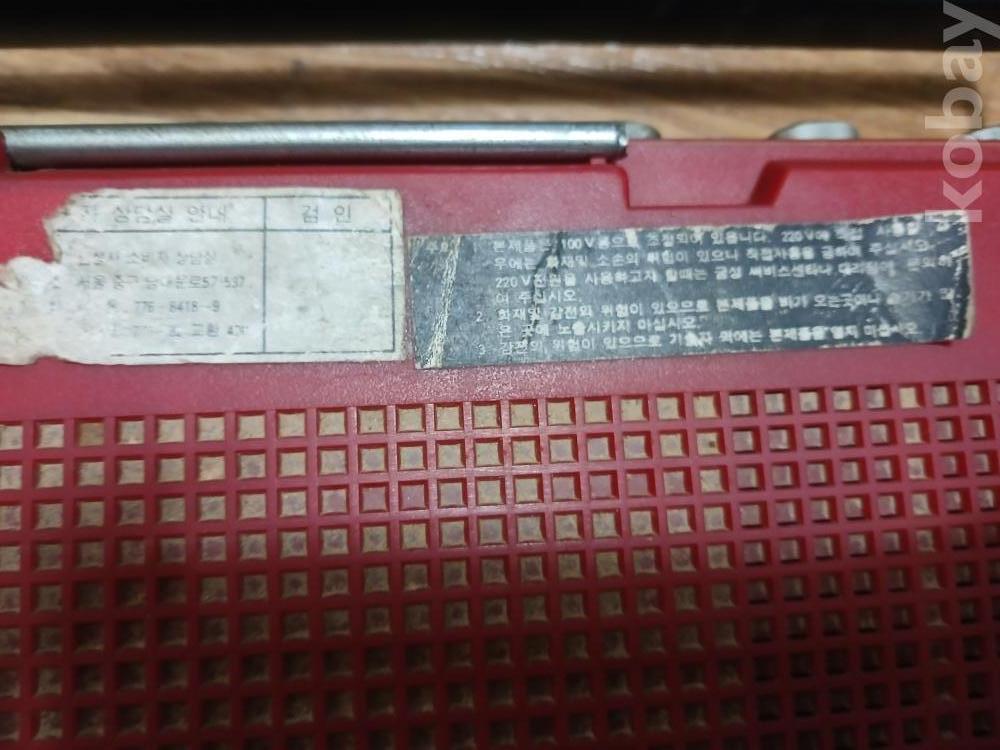 상담실 안내
검 인
소비자 상담실
서울 중구 남대문로5가 537
776-8418~9
교환
주의
본제품은 100V용으로 조정되어 있읍니다. 220V에 직접 사용할
우에는 화재및 소손의 위험이 있으니 직접사용을 금하여 주십시오.
220V전원을 사용하고자 할때는 금성 써비스센타나 대리점에 문의하
여 주십시오.
2. 화재및 감전의 위험이 있으므로 본제품을 비가 오는곳이나 습기가 많
은 곳에 노출시키지 마십시오.
3. 감전의 위험이 있으므로 기술자 외에는 본제품을 열지 마십시오
kobay